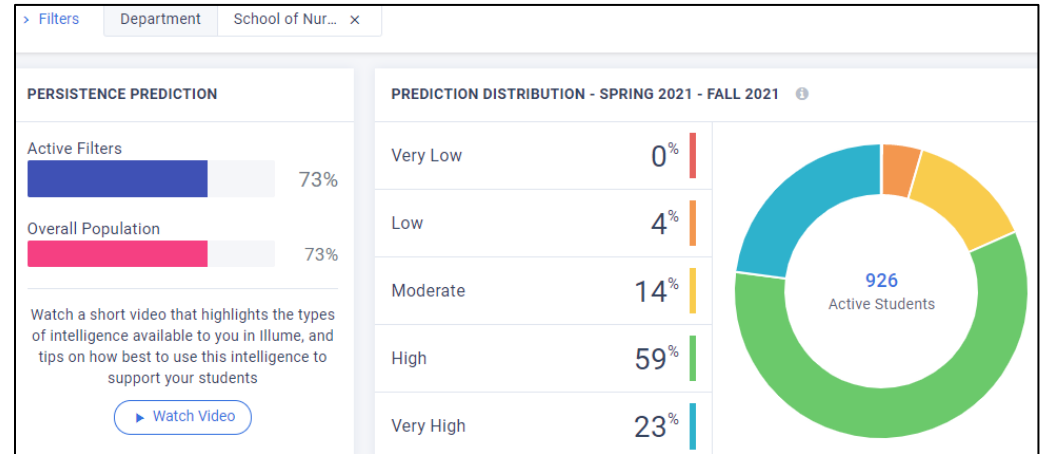 › Filters Department School of Nur... ×
PERSISTENCE PREDICTION
Active Filters
73%
Overall Population
73%
Watch a short video that highlights the types
of intelligence available to you in Illume, and
tips on how best to use this intelligence to
support your students
Watch Video
PREDICTION DISTRIBUTION - SPRING 2021 - FALL 2021
Very Low 0%
Low 4%
Moderate 14%
High 59%
Very High 23%
926
Active Students